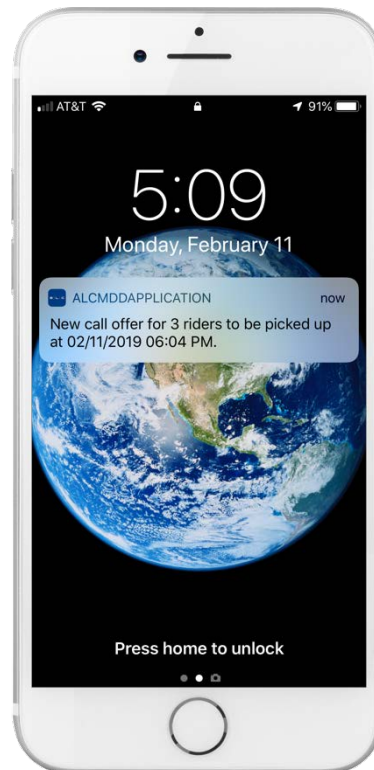 AT&T 91%
5:09
Monday, February 11
ALCMDDAPPLICATION now
New call offer for 3 riders to be picked up
at 02/11/2019 06:04 PM.
Press home to unlock